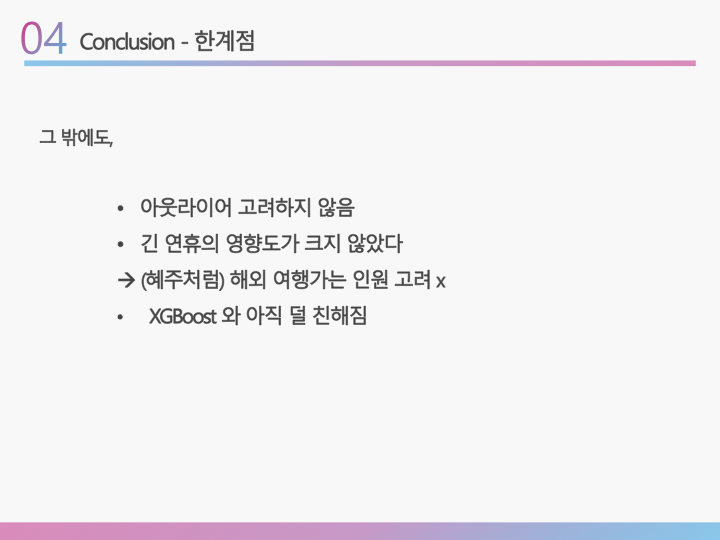 04 Conclusion - 한계점
그 밖에도,
• 아웃라이어 고려하지 않음
• 긴 연휴의 영향도가 크지 않았다
→ (혜주처럼) 해외 여행가는 인원 고려 x
• XGBoost 와 아직 덜 친해짐